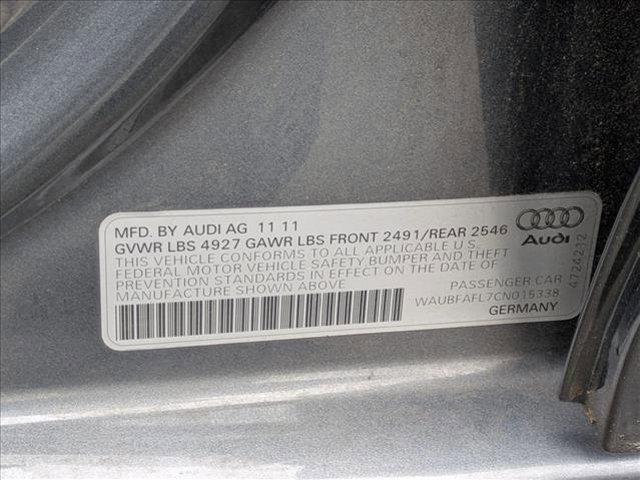 MFD. BY AUDI AG 11 11
GVWR LBS 4927 GAWR LBS FRONT 2491/REAR 2546
THIS VEHICLE CONFORMS TO ALL APPLICABLE U.S.
FEDERAL MOTOR VEHICLE SAFETY,BUMPER AND THEFT
PREVENTION STANDARDS IN EFFECT ON THE DATE OF
MANUFACTURE SHOWN ABOVE
Audi
PASSENGER CAR
WAUBFAFL7CN015338
GERMANY
4724272